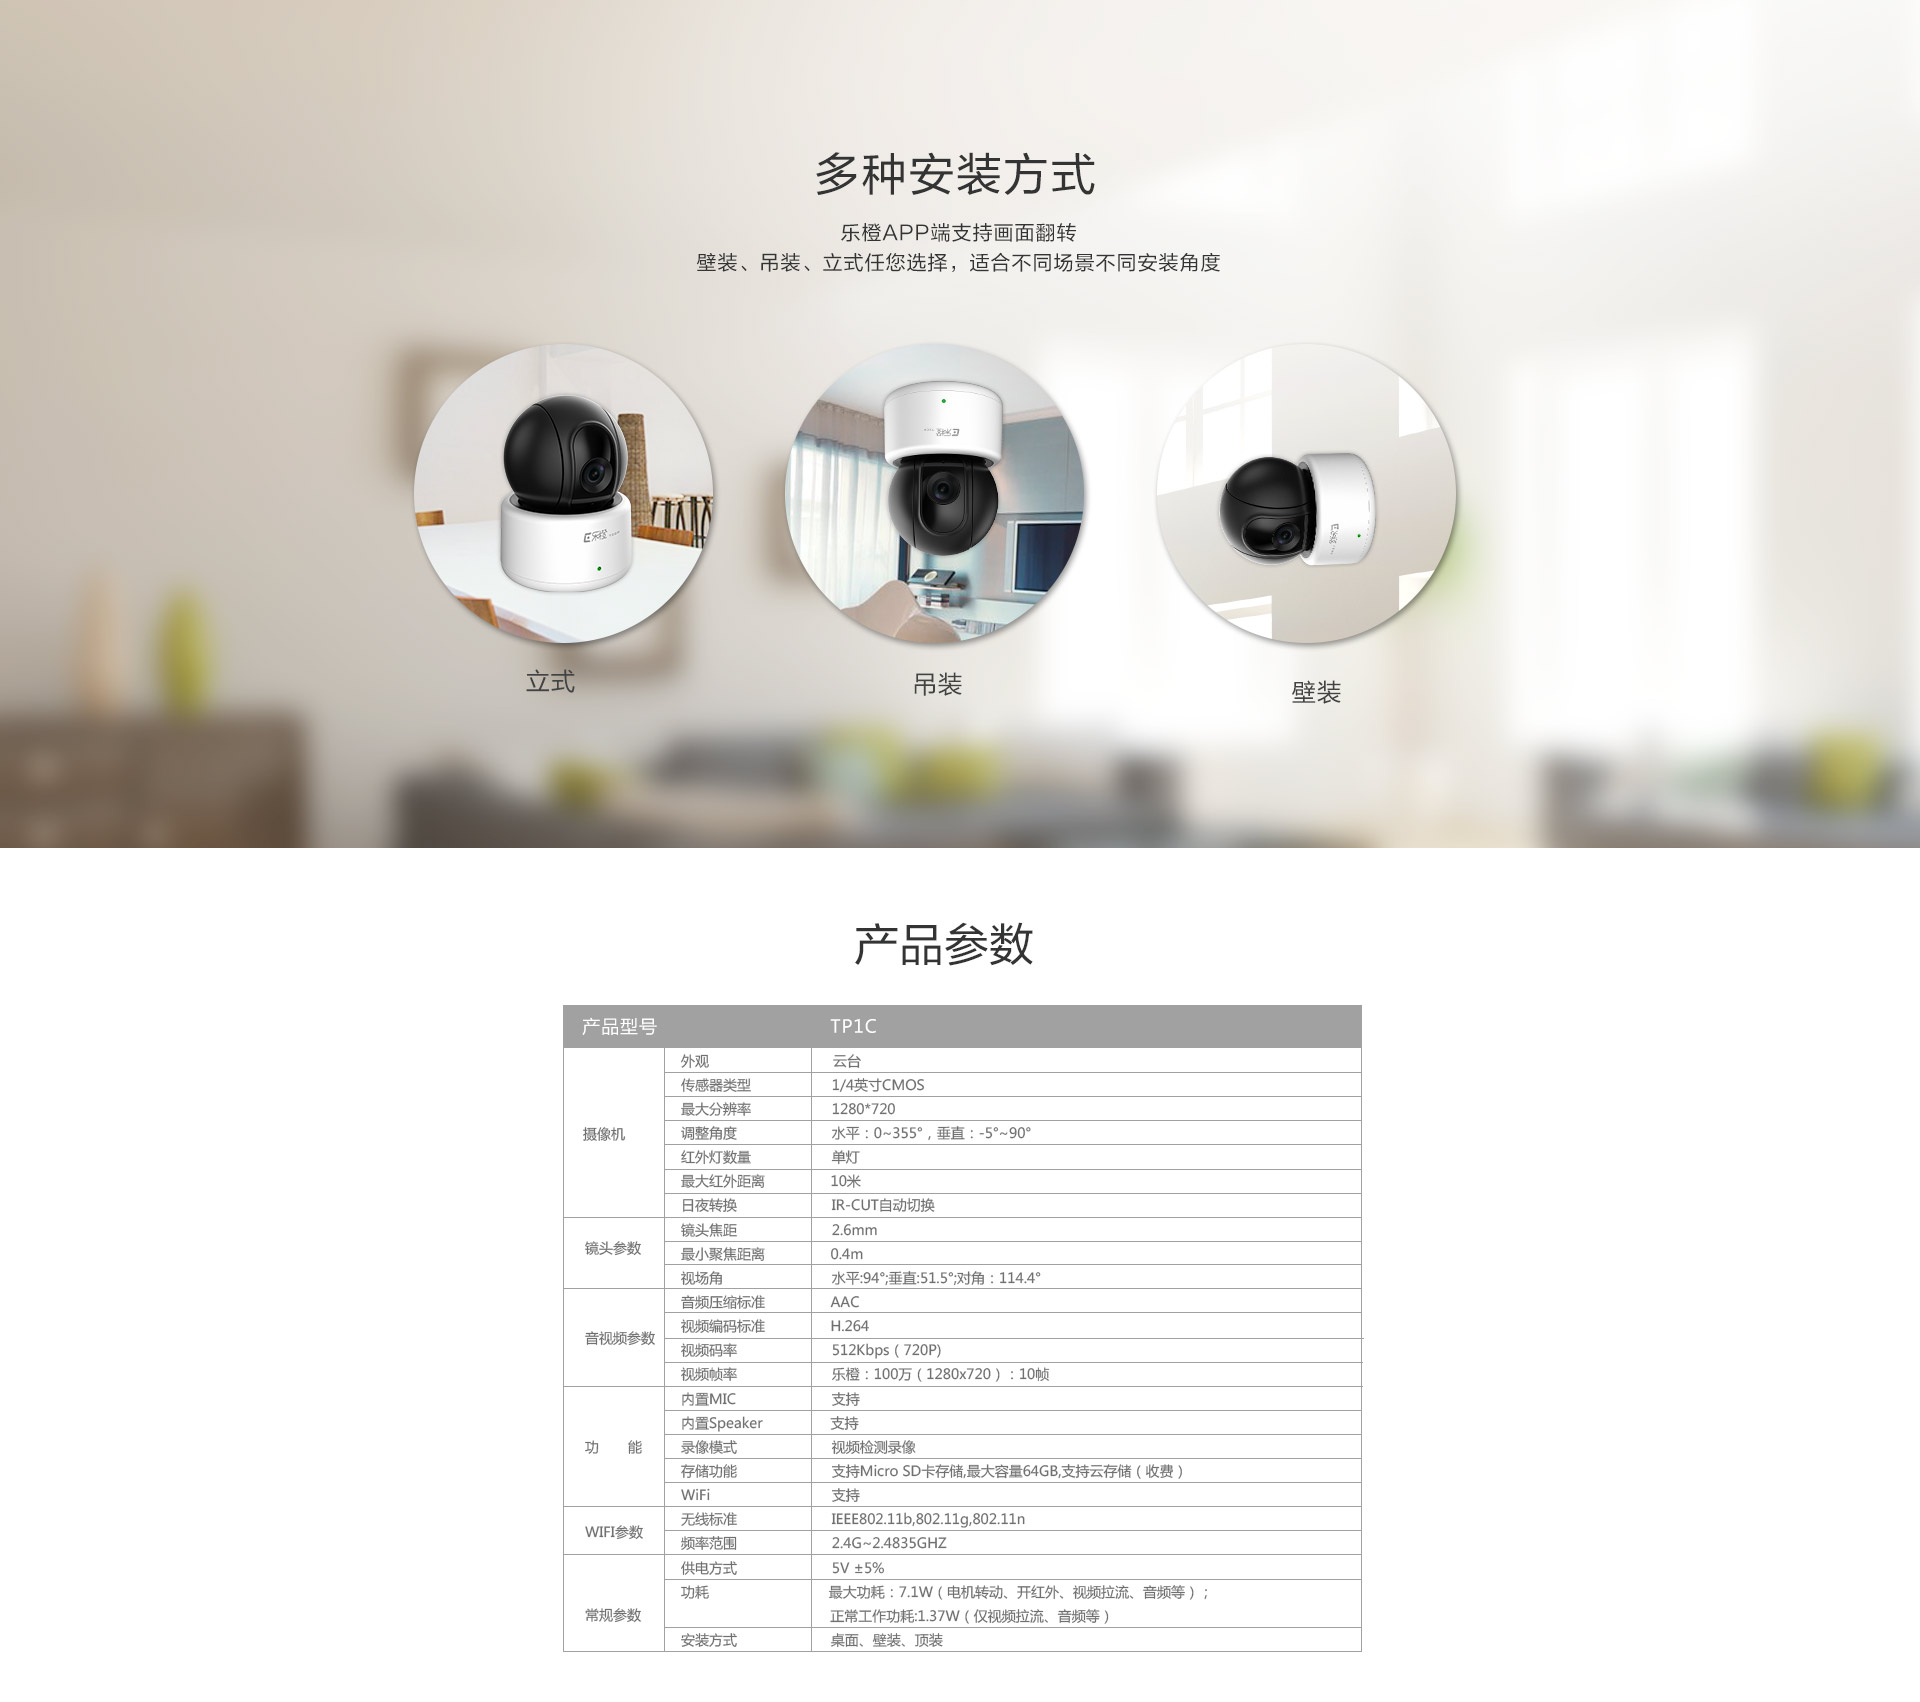 多种安装方式
乐橙APP端支持画面翻转
壁装、吊装、立式任您选择，适合不同场景不同安装角度
乐橙
乐橙
乐橙
立式
吊装
壁装
产品参数
产品型号 TP1C
摄像机
外观 云台
传感器类型 1/4英寸CMOS
最大分辨率 1280*720
调整角度 水平：0~355°，垂直：-5°~90°
红外灯数量 单灯
最大红外距离 10米
日夜转换 IR-CUT自动切换
镜头参数
镜头焦距 2.6mm
最小聚焦距离 0.4m
视场角 水平:94°;垂直:51.5°;对角：114.4°
音视频参数
音频压缩标准 AAC
视频编码标准 H.264
视频码率 512Kbps（720P)
视频帧率 乐橙：100万（1280x720）：10帧
功 能
内置MIC 支持
内置Speaker 支持
录像模式 视频检测录像
存储功能 支持Micro SD卡存储,最大容量64GB,支持云存储（收费）
WiFi 支持
WIFI参数
无线标准 IEEE802.11b,802.11g,802.11n
频率范围 2.4G~2.4835GHZ
常规参数
供电方式 5V ±5%
功耗 最大功耗：7.1W（电机转动、开红外、视频拉流、音频等）；
正常工作功耗:1.37W（仅视频拉流、音频等）
安装方式 桌面、壁装、顶装